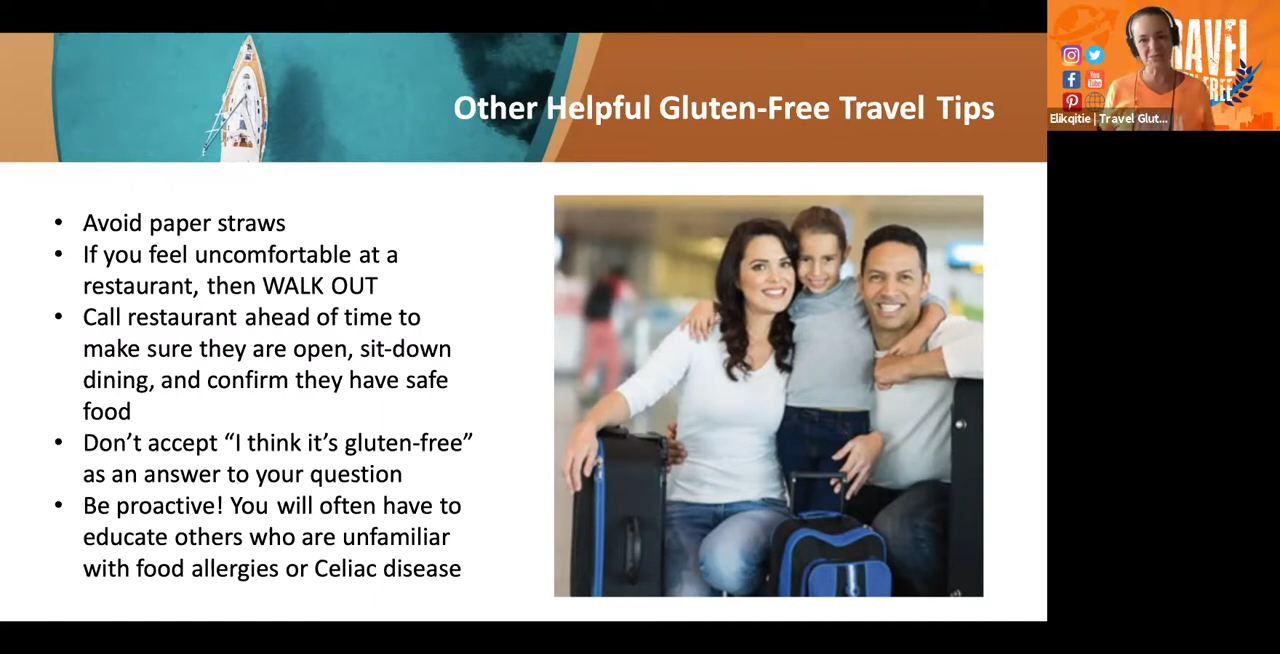 Other Helpful Gluten-Free Travel Tips
• Avoid paper straws
• If you feel uncomfortable at a
restaurant, then WALK OUT
• Call restaurant ahead of time to
make sure they are open, sit-down
dining, and confirm they have safe
food
• Don’t accept “I think it’s gluten-free”
as an answer to your question
• Be proactive! You will often have to
educate others who are unfamiliar
with food allergies or Celiac disease
You
Tube
Elikqitie | Travel Glut...